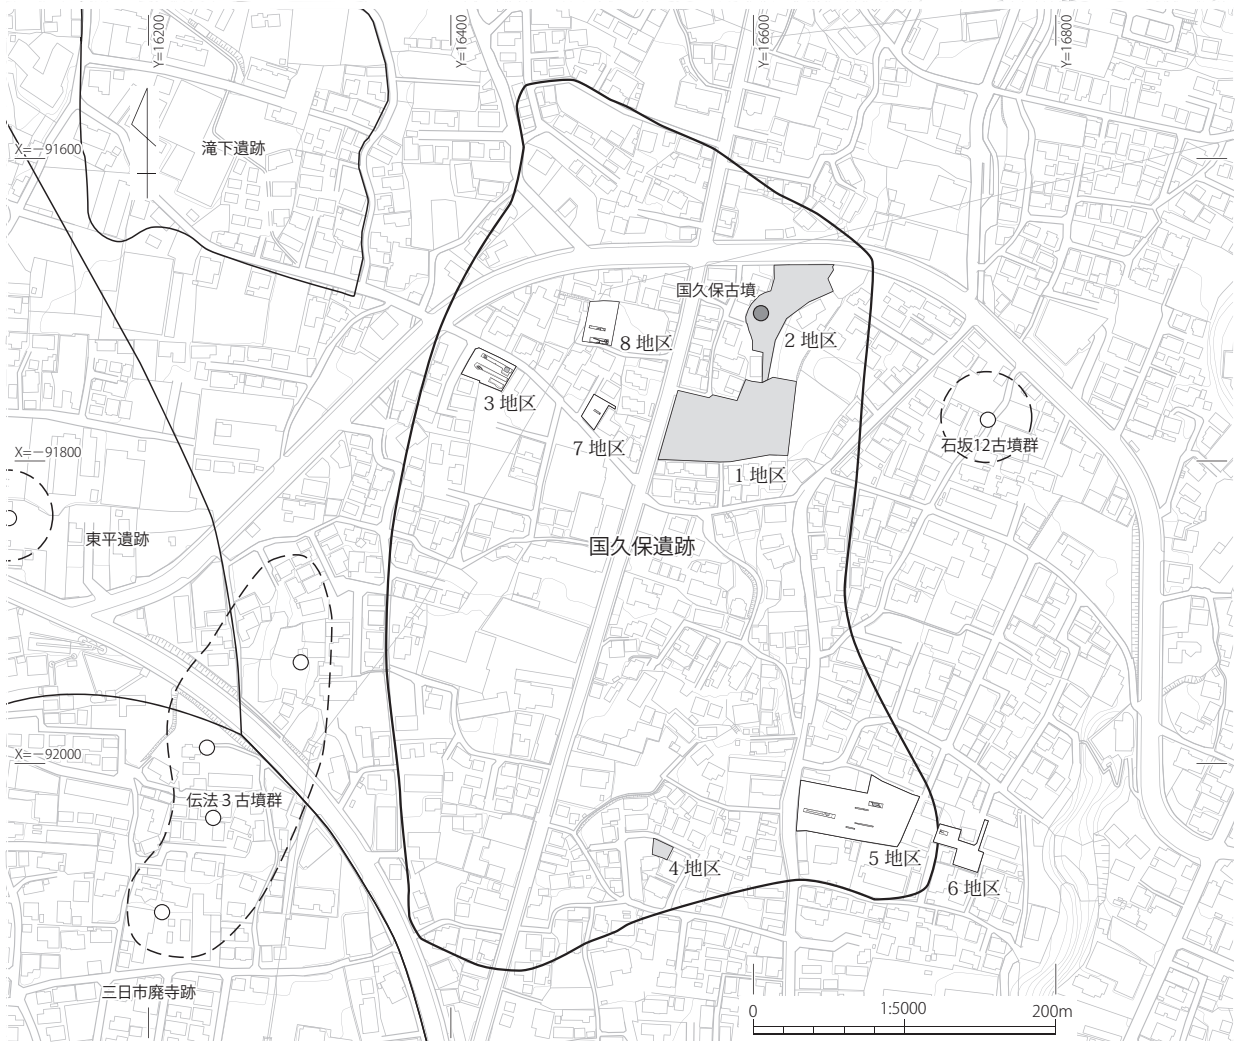 Y=16200
Y=16400
Y=16600
Y=16800
X=−91600
滝下遺跡
国久保古墳
8 地区
2 地区
3 地区
7 地区
石坂12古墳群
X=−91800
1 地区
東平遺跡
国久保遺跡
X=−92000
伝法 3 古墳群
5 地区
4 地区
6 地区
三日市廃寺跡
0 1:5000 200m